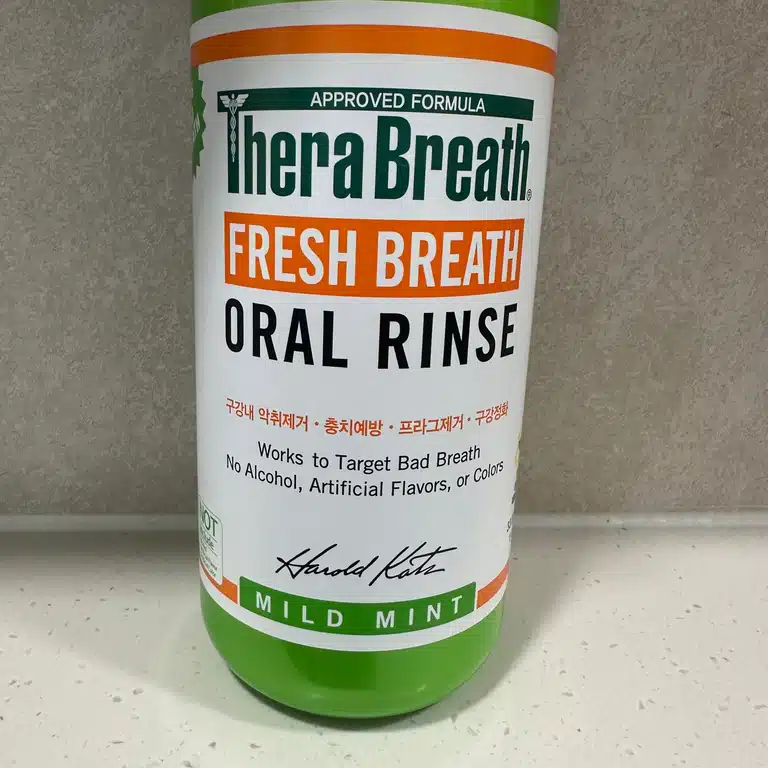 APPROVED FORMULA
TheraBreath®
FRESH BREATH
ORAL RINSE
구강내 악취제거 · 충치예방 · 프라그제거 · 구강정화
Works to Target Bad Breath
No Alcohol, Artificial Flavors, or Colors
NOT
Harold Katz
MILD MINT